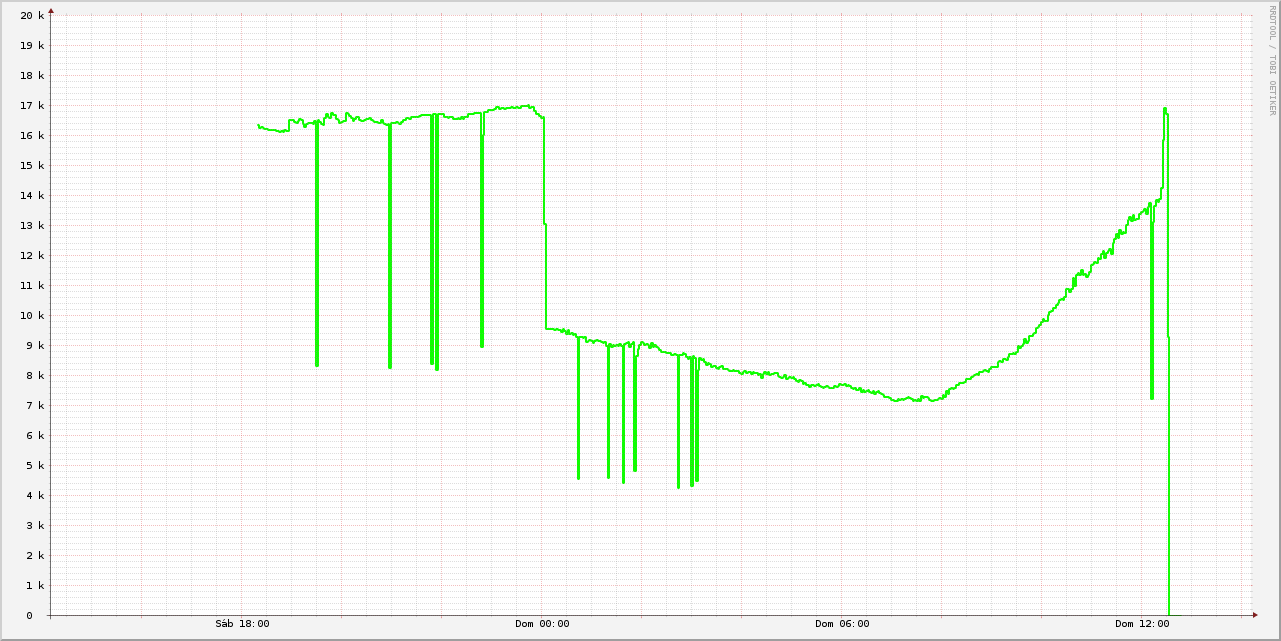 20 k
19 k
18 k
17 k
16 k
15 k
14 k
13 k
12 k
11 k
10 k
9 k
8 k
7 k
6 k
5 k
4 k
3 k
2 k
1 k
0
Sáb 18:00 Dom 0:00 Dom 06:00 Dom 12:00
RRDTOOL / TOBI OETIKER